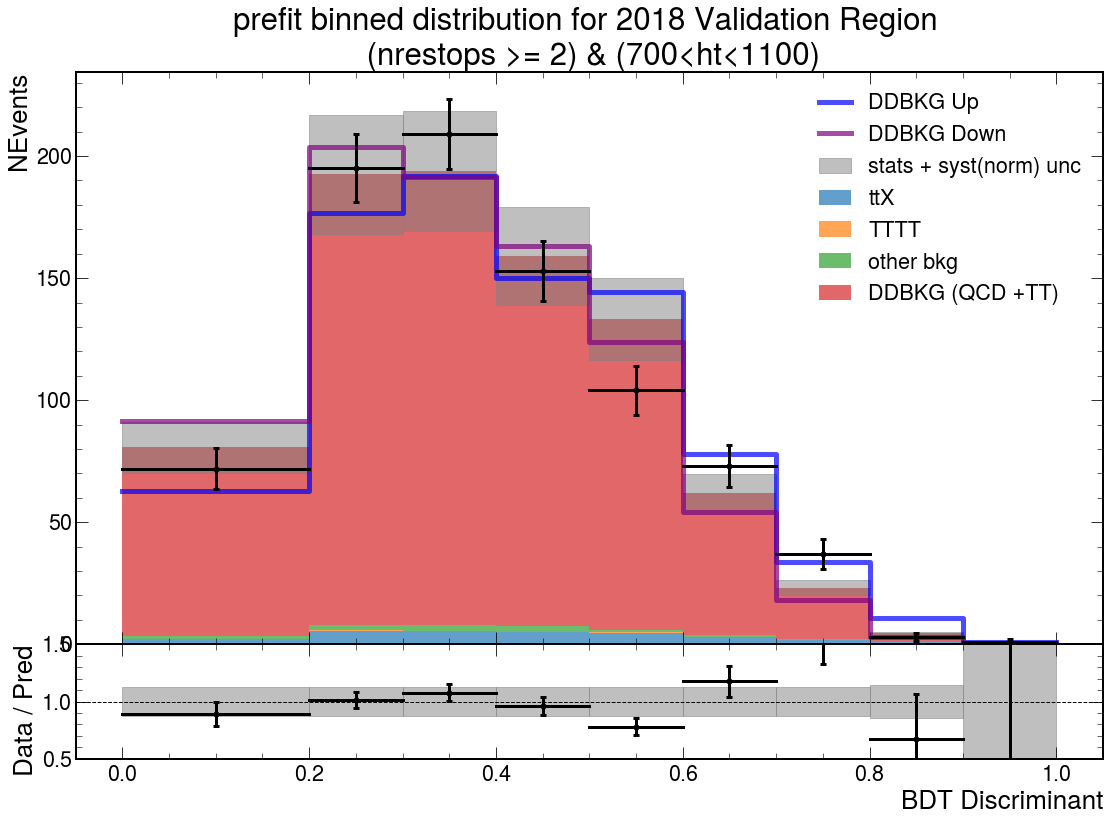 prefit binned distribution for 2018 Validation Region
(nrestops >= 2) & (700<ht<1100)
NEvents
200
150
100
50
0
DDBKG Up
DDBKG Down
stats + syst(norm) unc
ttX
TTTT
other bkg
DDBKG (QCD +TT)
Data / Pred
1.5
1.0
0.5
0.0
0.2
0.4
0.6
0.8
1.0
BDT Discriminant